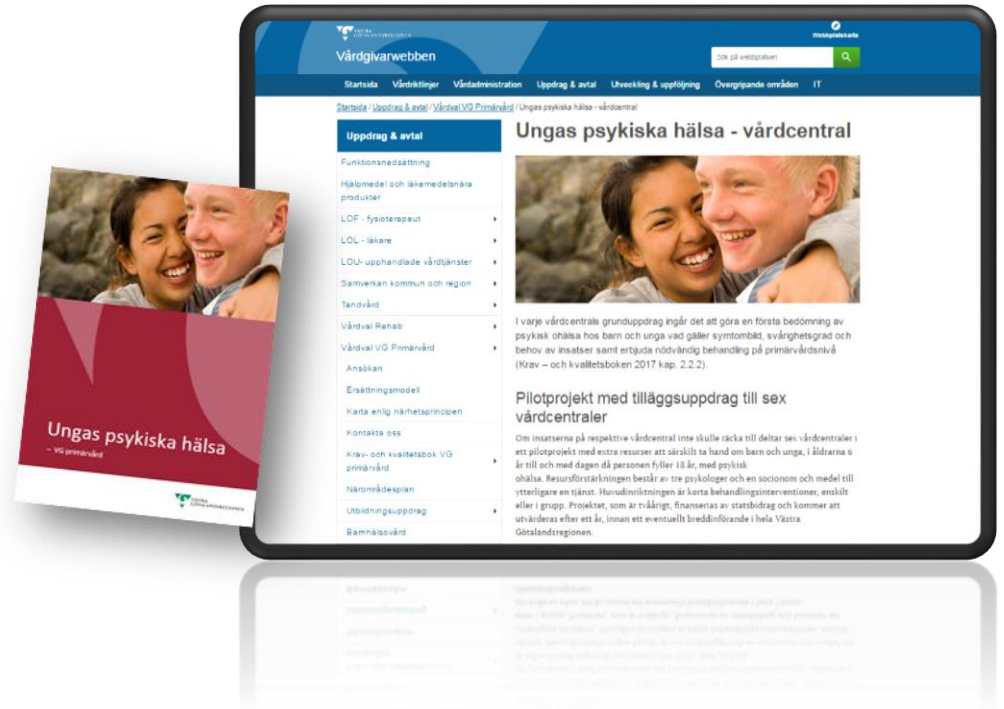 VÄSTRA
GÖTALANDSREGIONEN
Webbplatskarta
Vårdgivarwebben
Sök på webbplatsen
Startsida Vårdriktlinjer Vårdadministration Uppdrag & avtal Utveckling & uppföljning Övergripande områden IT
Startsida / Uppdrag & avtal / Vårdval VG Primärvård / Ungas psykiska hälsa - vårdcentral
Uppdrag & avtal
Funktionsnedsättning
Hjälpmedel och läkemedelsnära
produkter
LOF - fysioterapeut
LOL - läkare
LOU- upphandlade vårdtjänster
Samverkan kommun och region
Tandvård
Vårdval Rehab
Vårdval VG Primärvård
Ansökan
Ersättningsmodell
Karta enlig närhetsprincipen
Kontakta oss
Krav- och kvalitetsbok VG
primärvård
Närområdesplan
Utbildningsuppdrag
Barnhälsovård
Ungas psykiska hälsa - vårdcentral
I varje vårdcentrals grunduppdrag ingår det att göra en första bedömning av
psykisk ohälsa hos barn och unga vad gäller symtombild, svårighetsgrad och
behov av insatser samt erbjuda nödvändig behandling på primärvårdsnivå
(Krav – och kvalitetsboken 2017 kap. 2.2.2).
Pilotprojekt med tilläggsuppdrag till sex
vårdcentraler
Om insatserna på respektive vårdcentral inte skulle räcka till deltar sex vårdcentraler i
ett pilotprojekt med extra resurser att särskilt ta hand om barn och unga, i åldrarna 6
år till och med dagen då personen fyller 18 år, med psykisk
ohälsa. Resursförstärkningen består av tre psykologer och en socionom och medel till
ytterligare en tjänst. Huvudinriktningen är korta behandlingsinterventioner, enskilt
eller i grupp. Projektet, som är tvåårigt, finansieras av statsbidrag och kommer att
utvärderas efter ett år, innan ett eventuellt breddinförande i hela Västra
Götalandsregionen.
Ungas psykiska hälsa
– VG primärvård
VÄSTRA
GÖTALANDSREGIONEN